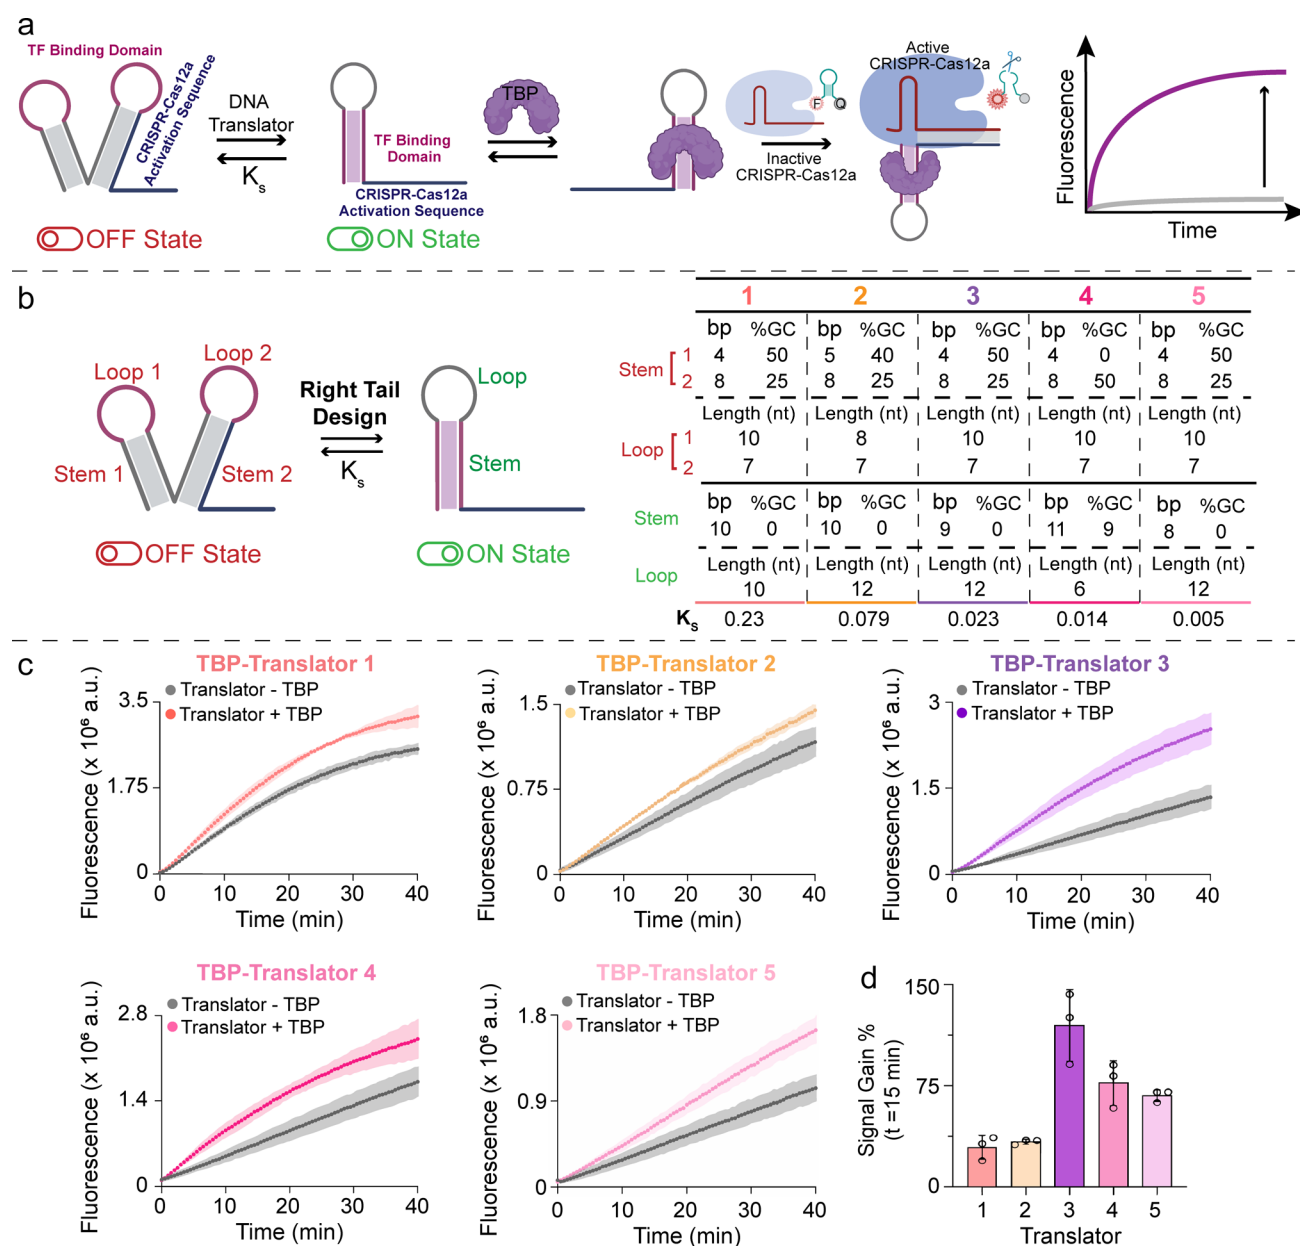 a
TF Binding Domain
CRISPR-Cas12a
Activation Sequence
DNA
Translator
Ks
OFF State
TF Binding
Domain
CRISPR-Cas12a
Activation Sequence
ON State
TBP
F
Q
Inactive
CRISPR-Cas12a
Active
CRISPR-Cas12a
Fluorescence
Time
b
Loop 1
Loop 2
Stem 1
Stem 2
OFF State
Right Tail
Design
Ks
Loop
Stem
ON State
1 2 3 4 5
bp %GC bp %GC bp %GC bp %GC bp %GC
Stem 1 4 50 5 40 4 50 4 0 4 50
2 8 25 8 25 8 25 8 50 8 25
Length (nt) Length (nt) Length (nt) Length (nt) Length (nt)
Loop 1 10 8 10 10 10
2 7 7 7 7 7
bp %GC bp %GC bp %GC bp %GC bp %GC
Stem 10 0 10 0 9 0 11 9 8 0
Length (nt) Length (nt) Length (nt) Length (nt) Length (nt)
Loop 10 12 12 6 12
Ks 0.23 0.079 0.023 0.014 0.005
c
TBP-Translator 1
Translator - TBP
Translator + TBP
Fluorescence (x 10⁶ a.u.)
3.5
1.75
0
0 10 20 30 40
Time (min)
TBP-Translator 2
Translator - TBP
Translator + TBP
Fluorescence (x 10⁶ a.u.)
1.5
0.75
0
0 10 20 30 40
Time (min)
TBP-Translator 3
Translator - TBP
Translator + TBP
Fluorescence (x 10⁶ a.u.)
3
1.5
0
0 10 20 30 40
Time (min)
TBP-Translator 4
Translator - TBP
Translator + TBP
Fluorescence (x 10⁶ a.u.)
2.8
1.4
0
0 10 20 30 40
Time (min)
TBP-Translator 5
Translator - TBP
Translator + TBP
Fluorescence (x 10⁶ a.u.)
1.8
0.9
0
0 10 20 30 40
Time (min)
d
Signal Gain %
(t =15 min)
150
75
0
1 2 3 4 5
Translator